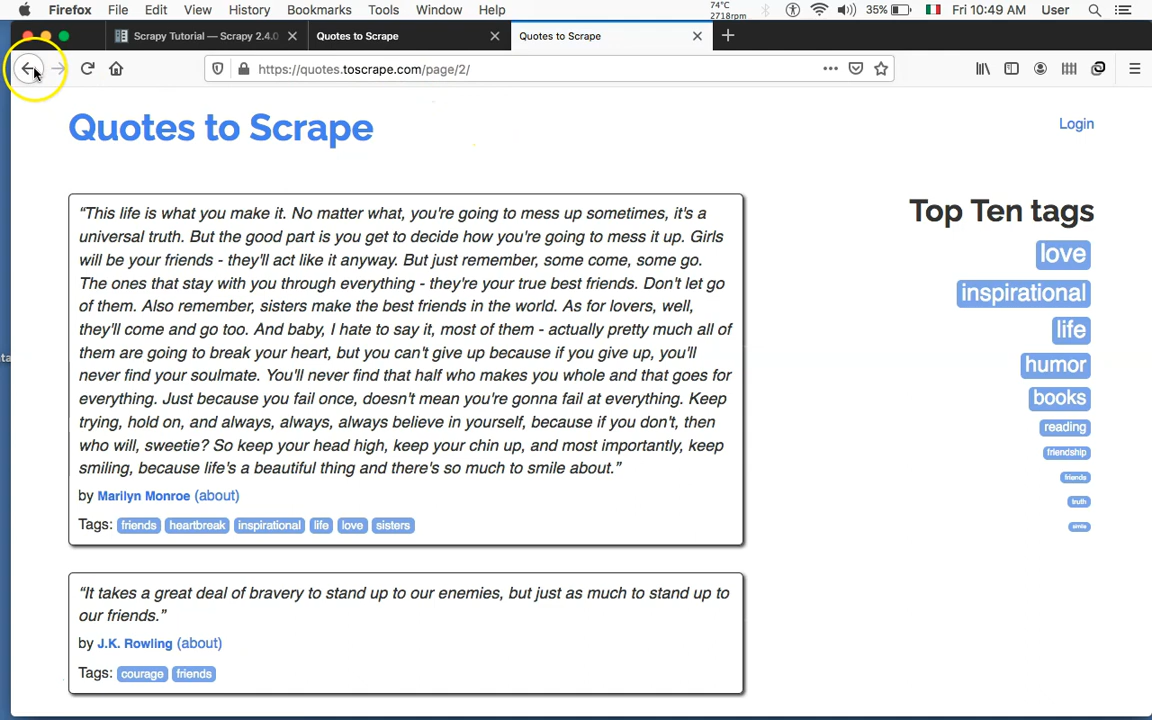 Firefox File Edit View History Bookmarks Tools Window Help 74°C 2718rpm 35% Fri 10:49 AM User
Scrapy Tutorial — Scrapy 2.4.0 Quotes to Scrape Quotes to Scrape
https://quotes.toscrape.com/page/2/
Quotes to Scrape
Login
“This life is what you make it. No matter what, you're going to mess up sometimes, it's a
universal truth. But the good part is you get to decide how you're going to mess it up. Girls
will be your friends - they'll act like it anyway. But just remember, some come, some go.
The ones that stay with you through everything - they're your true best friends. Don't let go
of them. Also remember, sisters make the best friends in the world. As for lovers, well,
they'll come and go too. And baby, I hate to say it, most of them - actually pretty much all of
them are going to break your heart, but you can't give up because if you give up, you'll
never find your soulmate. You'll never find that half who makes you whole and that goes for
everything. Just because you fail once, doesn't mean you're gonna fail at everything. Keep
trying, hold on, and always, always, always believe in yourself, because if you don't, then
who will, sweetie? So keep your head high, keep your chin up, and most importantly, keep
smiling, because life's a beautiful thing and there's so much to smile about.”
by Marilyn Monroe (about)
Tags: friends heartbreak inspirational life love sisters
“It takes a great deal of bravery to stand up to our enemies, but just as much to stand up to
our friends.”
by J.K. Rowling (about)
Tags: courage friends
Top Ten tags
love
inspirational
life
humor
books
reading
friendship
friends
truth
simile